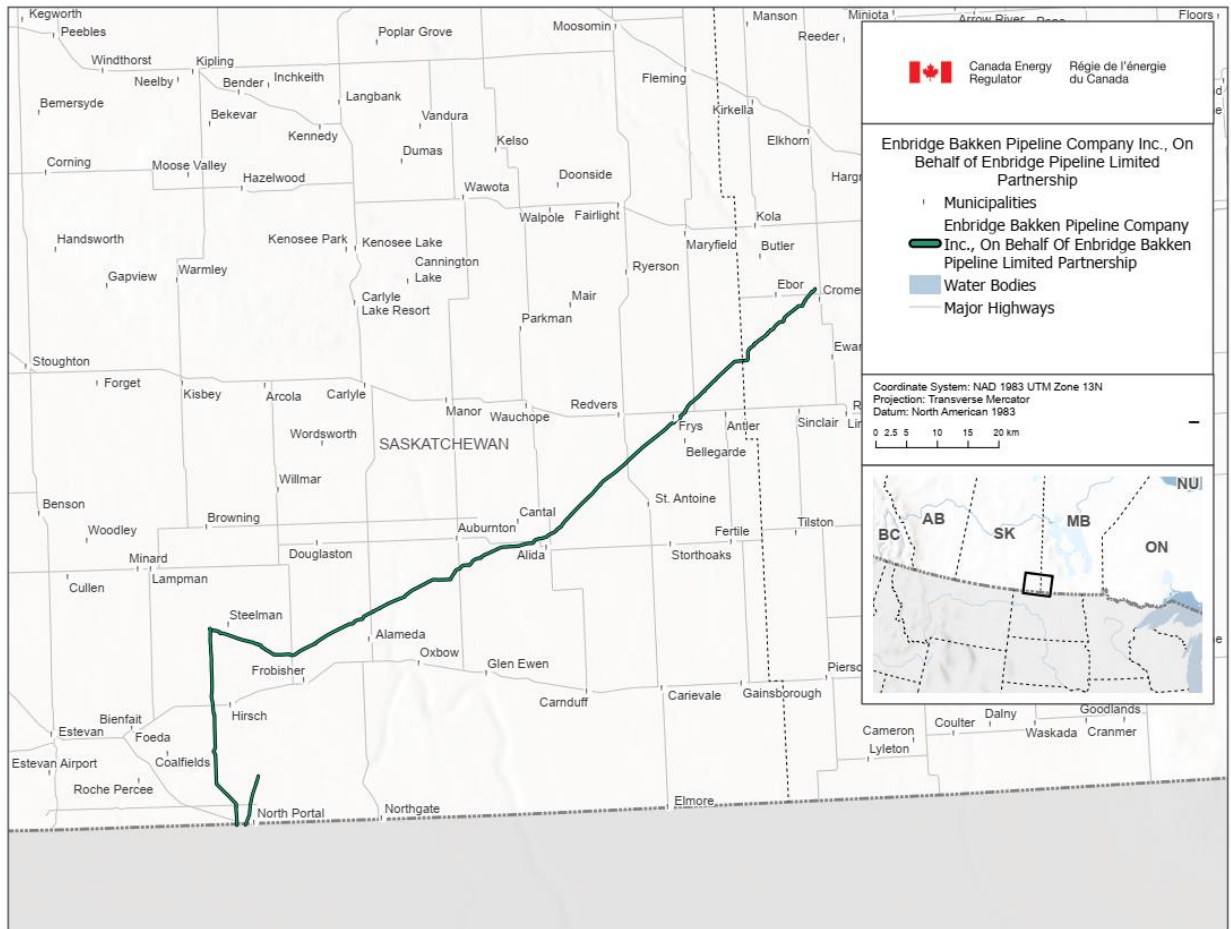 Kegworth
Peebles
Poplar Grove
Moosomin
Manson
Reeder
Miniota
Arrow River
Floors
Windthorst
Kipling
Neelby
Bender
Inchkeith
Fleming
Langbank
Kirkella
Bemersyde
Bekevar
Vandura
Kennedy
Kelso
Elkhorn
Dumas
Corning
Moose Valley
Hazelwood
Doonside
Wawota
Walpole
Fairlight
Kola
Handsworth
Kenosee Park
Kenosee Lake
Maryfield
Butler
Cannington
Lake
Gapview
Warmley
Ryerson
Ebor
Carlyle
Lake Resort
Mair
Parkman
Stoughton
Forget
Kisbey
Arcola
Carlyle
Manor
Wauchope
Redvers
Frys
Antler
Sinclair
Wordsworth
SASKATCHEWAN
Bellegarde
Willmar
Benson
St. Antoine
Woodley
Browning
Cantal
Auburnton
Tilston
Fertile
Douglaston
Alida
Storthoaks
Minard
Lampman
Cullen
Steelman
Alameda
Oxbow
Frobisher
Glen Ewen
Carnduff
Carievale
Gainsborough
Hirsch
Bienfait
Estevan
Foeda
Coalfields
Estevan Airport
Roche Percee
North Portal
Northgate
Elmore
Cameron
Lyleton
Coulter
Dalny
Waskada
Goodlands
Cranmer
Canada Energy
Regulator
Régie de l'énergie
du Canada
Enbridge Bakken Pipeline Company Inc., On
Behalf of Enbridge Pipeline Limited
Partnership
Municipalities
Enbridge Bakken Pipeline Company
Inc., On Behalf Of Enbridge Bakken
Pipeline Limited Partnership
Water Bodies
Major Highways
Coordinate System: NAD 1983 UTM Zone 13N
Projection: Transverse Mercator
Datum: North American 1983
0 2.5 5 10 15 20 km
BC
AB
SK
MB
ON
NU